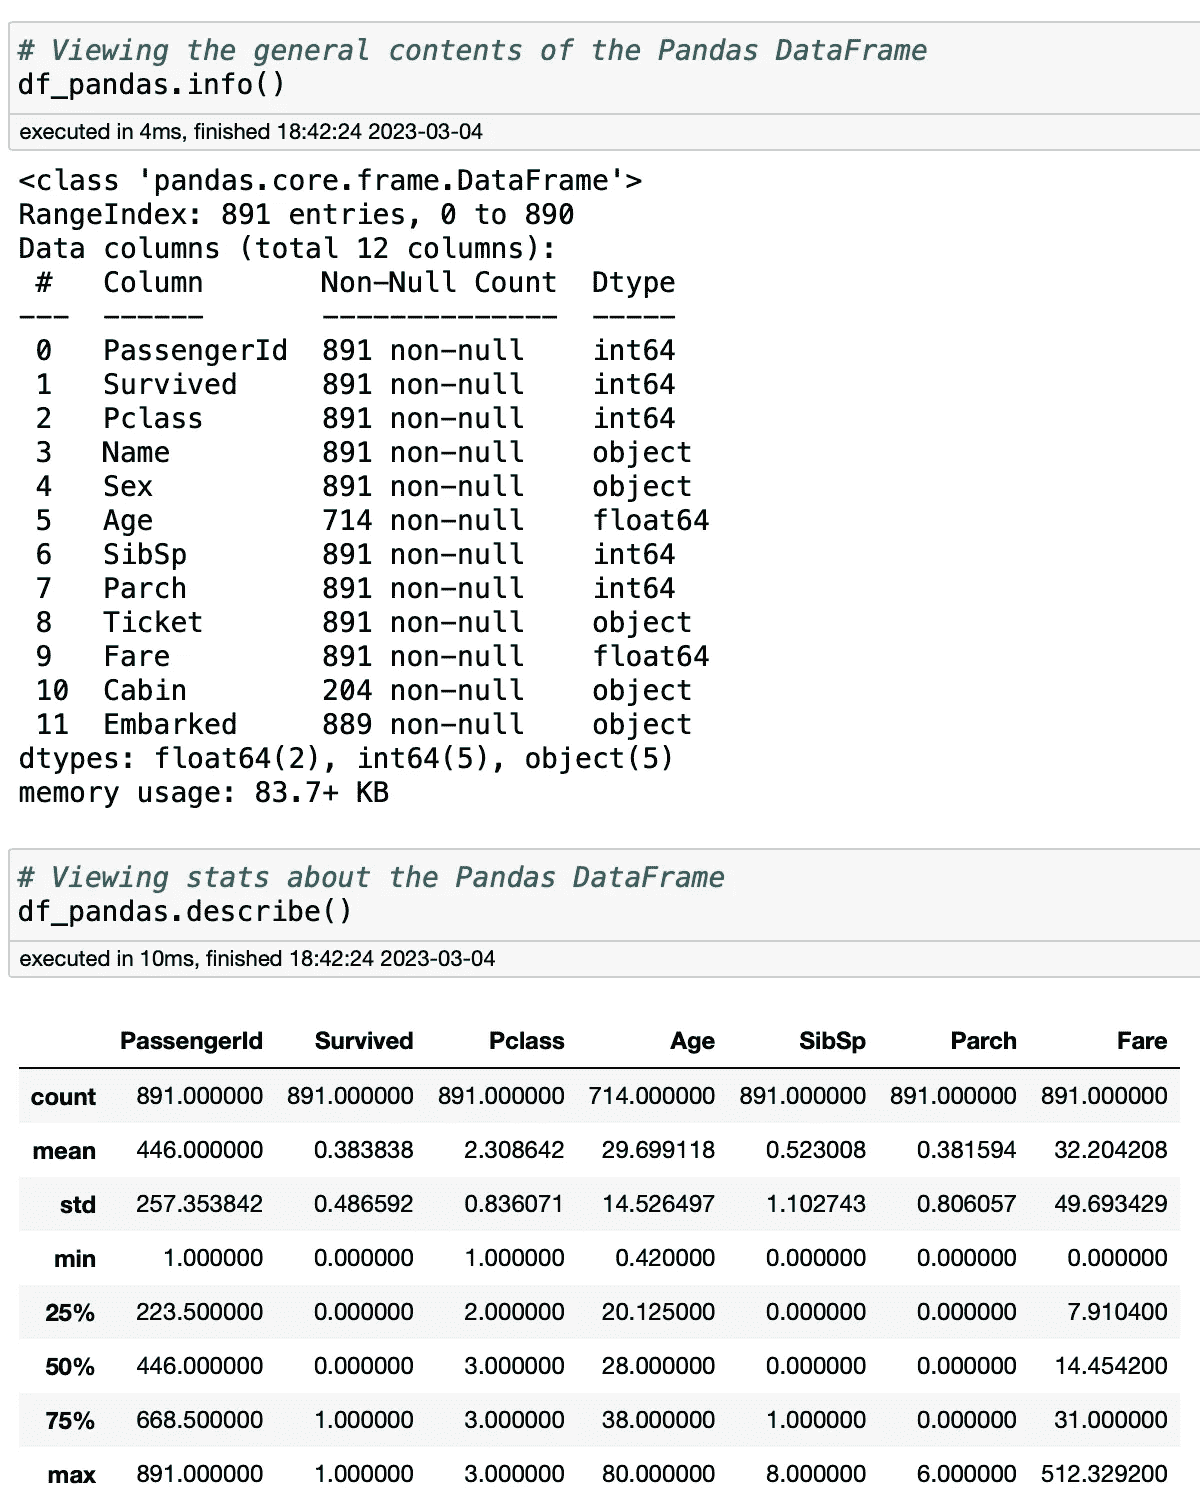 # Viewing the general contents of the Pandas DataFrame
df_pandas.info()
executed in 4ms, finished 18:42:24 2023-03-04
<class 'pandas.core.frame.DataFrame'>
RangeIndex: 891 entries, 0 to 890
Data columns (total 12 columns):
 #   Column       Non-Null Count  Dtype
---  ------       --------------  -----
 0   PassengerId  891 non-null    int64
 1   Survived     891 non-null    int64
 2   Pclass       891 non-null    int64
 3   Name         891 non-null    object
 4   Sex          891 non-null    object
 5   Age          714 non-null    float64
 6   SibSp        891 non-null    int64
 7   Parch        891 non-null    int64
 8   Ticket       891 non-null    object
 9   Fare         891 non-null    float64
 10  Cabin        204 non-null    object
 11  Embarked     889 non-null    object
dtypes: float64(2), int64(5), object(5)
memory usage: 83.7+ KB
# Viewing stats about the Pandas DataFrame
df_pandas.describe()
executed in 10ms, finished 18:42:24 2023-03-04
PassengerId Survived Pclass Age SibSp Parch Fare
count 891.000000 891.000000 891.000000 714.000000 891.000000 891.000000 891.000000
mean 446.000000 0.383838 2.308642 29.699118 0.523008 0.381594 32.204208
std 257.353842 0.486592 0.836071 14.526497 1.102743 0.806057 49.693429
min 1.000000 0.000000 1.000000 0.420000 0.000000 0.000000 0.000000
25% 223.500000 0.000000 2.000000 20.125000 0.000000 0.000000 7.910400
50% 446.000000 0.000000 3.000000 28.000000 0.000000 0.000000 14.454200
75% 668.500000 1.000000 3.000000 38.000000 1.000000 0.000000 31.000000
max 891.000000 1.000000 3.000000 80.000000 8.000000 6.000000 512.329200